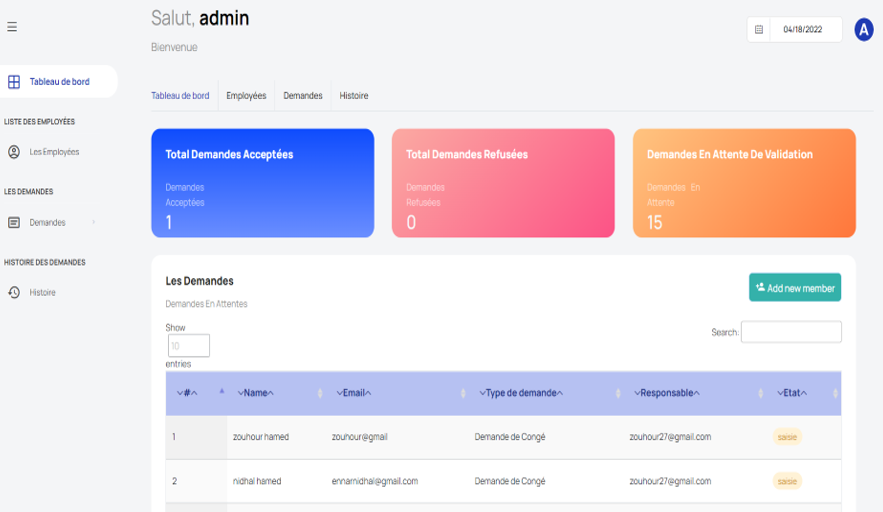 Salut, admin
04/18/2022
A
Bienvenue
Tableau de bord
Tableau de bord Employées Demandes Histoire
LISTE DES EMPLOYÉES
Les Employées
LES DEMANDES
Demandes
HISTOIRE DES DEMANDES
Histoire
Total Demandes Acceptées
Demandes
Acceptées
1
Total Demandes Refusées
Demandes
Refusées
0
Demandes En Attente De Validation
Demandes En
Attente
15
Les Demandes
Add new member
Demandes En Attentes
Show
10
entries
Search:
# Name Email Type de demande Responsable Etat
1 zouhour hamed zouhour@gmail Demande de Congé zouhour27@gmail.com saisie
2 nidhal hamed ennarnidhal@gmail.com Demande de Congé zouhour27@gmail.com saisie